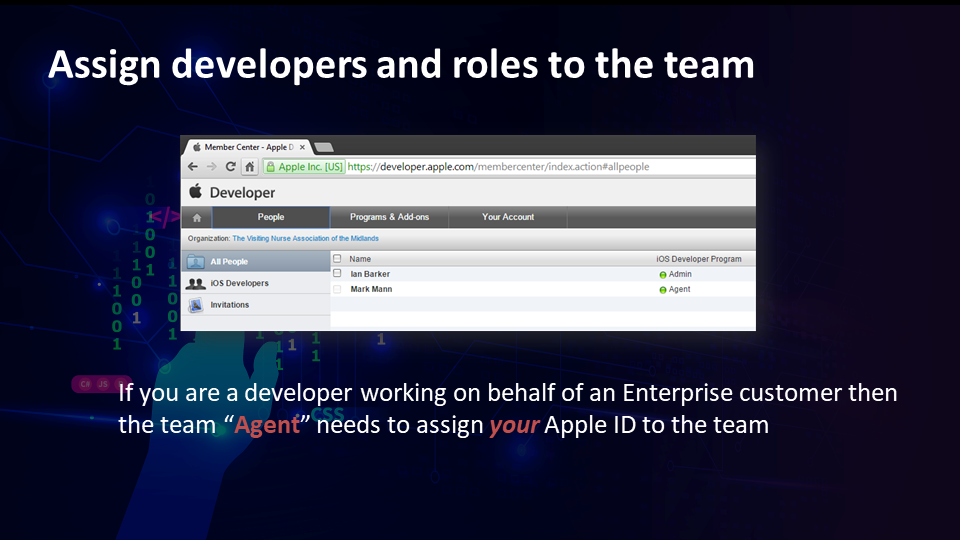 Assign developers and roles to the team
Member Center - Apple D
Apple Inc. [US] https://developer.apple.com/membercenter/index.action#allpeople
Developer
People Programs & Add-ons Your Account
Organization: The Visiting Nurse Association of the Midlands
All People
iOS Developers
Invitations
Name iOS Developer Program
Ian Barker Admin
Mark Mann Agent
</>
C# JS
CSS
If you are a developer working on behalf of an Enterprise customer then
the team “Agent” needs to assign your Apple ID to the team